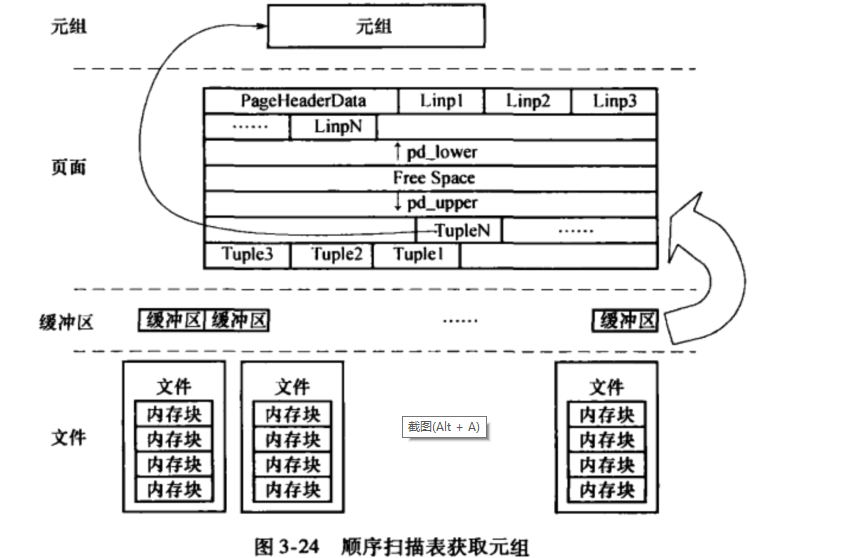 元组
元组
PageHeaderData Linp1 Linp2 Linp3
…… LinpN
↑ pd_lower
页面
Free Space
↓ pd_upper
TupleN ……
Tuple3 Tuple2 Tuple1
缓冲区 缓冲区 缓冲区 …… 缓冲区
文件 文件 文件
内存块 内存块 内存块
文件 内存块 内存块 截图(Alt + A) 内存块
内存块 内存块 内存块
内存块 内存块 内存块
图 3-24 顺序扫描表获取元组